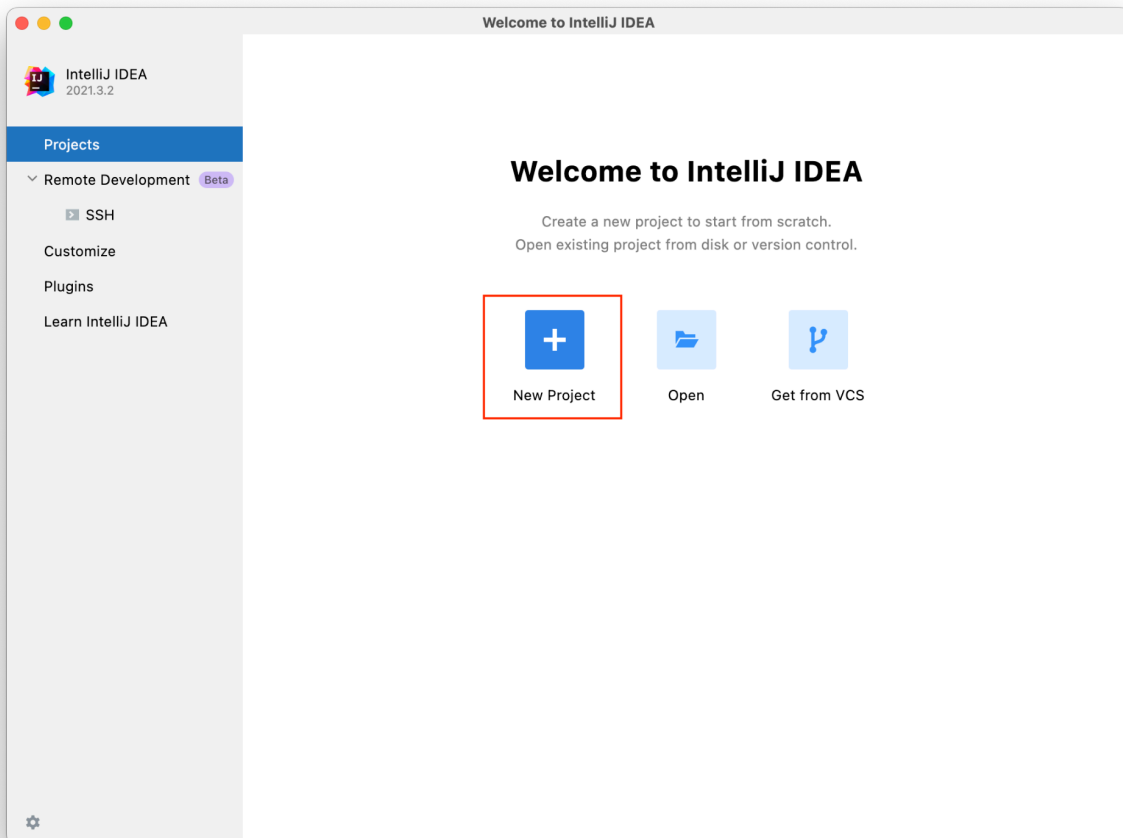 Welcome to IntelliJ IDEA
IJ
IntelliJ IDEA
2021.3.2
Projects
Remote Development Beta
SSH
Customize
Plugins
Learn IntelliJ IDEA
Welcome to IntelliJ IDEA
Create a new project to start from scratch.
Open existing project from disk or version control.
New Project
Open
Get from VCS